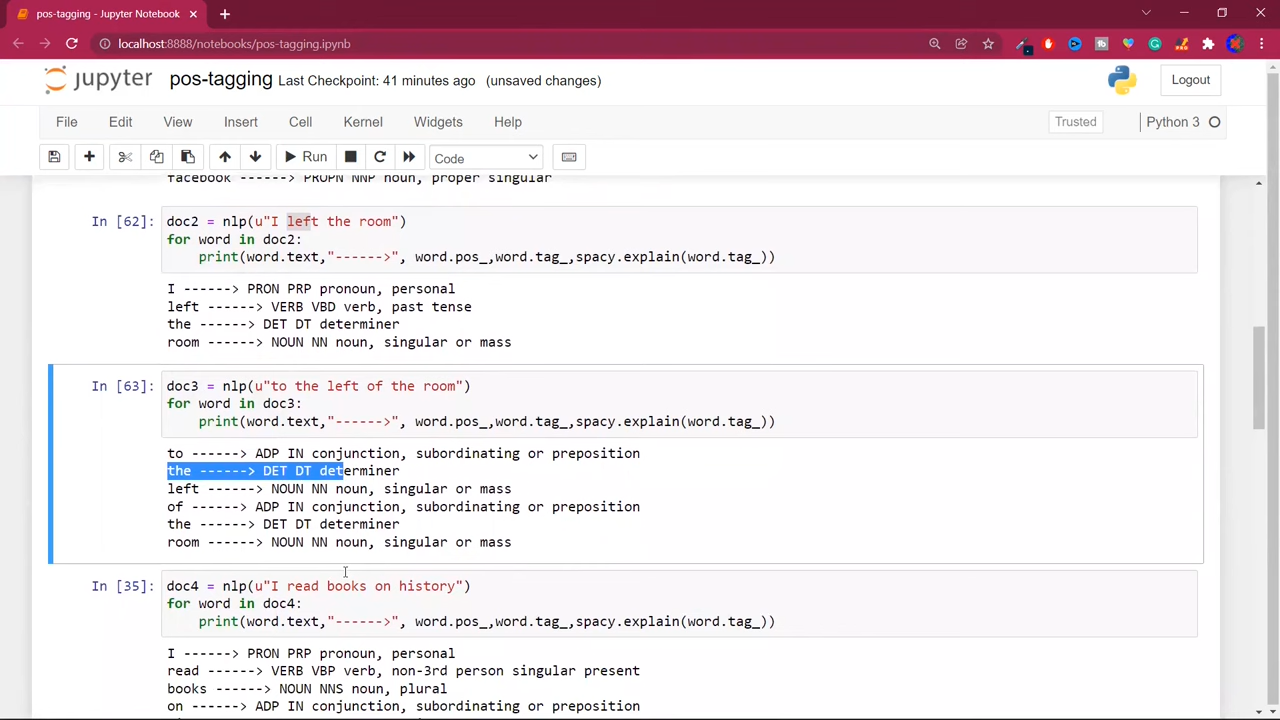 pos-tagging - Jupyter Notebook
localhost:8888/notebooks/pos-tagging.ipynb
jupyter pos-tagging Last Checkpoint: 41 minutes ago (unsaved changes) Logout
File Edit View Insert Cell Kernel Widgets Help Trusted Python 3
Run Code
facebook ------> PROPN NNP noun, proper singular
In [62]: doc2 = nlp(u"I left the room")
for word in doc2:
print(word.text,"------>", word.pos_,word.tag_,spacy.explain(word.tag_))
I ------> PRON PRP pronoun, personal
left ------> VERB VBD verb, past tense
the ------> DET DT determiner
room ------> NOUN NN noun, singular or mass
In [63]: doc3 = nlp(u"to the left of the room")
for word in doc3:
print(word.text,"------>", word.pos_,word.tag_,spacy.explain(word.tag_))
to ------> ADP IN conjunction, subordinating or preposition
the ------> DET DT determiner
left ------> NOUN NN noun, singular or mass
of ------> ADP IN conjunction, subordinating or preposition
the ------> DET DT determiner
room ------> NOUN NN noun, singular or mass
In [35]: doc4 = nlp(u"I read books on history")
for word in doc4:
print(word.text,"------>", word.pos_,word.tag_,spacy.explain(word.tag_))
I ------> PRON PRP pronoun, personal
read ------> VERB VBP verb, non-3rd person singular present
books ------> NOUN NNS noun, plural
on ------> ADP IN conjunction, subordinating or preposition